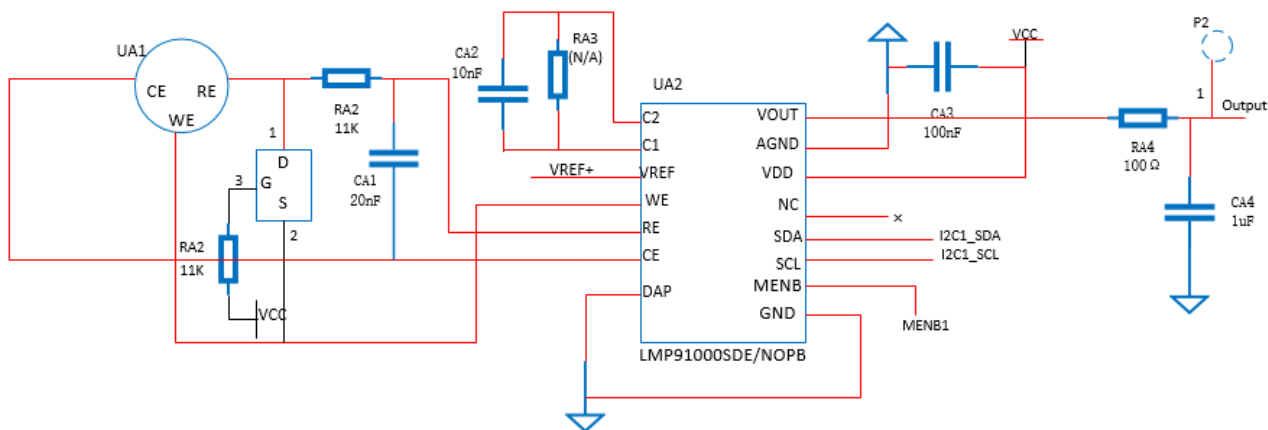 UA1
CE
RE
WE
RA2
11K
1
D
3
G
S
2
RA2
11K
VCC
CA1
20nF
CA2
10nF
RA3
(N/A)
VREF+
UA2
C2
C1
VREF
WE
RE
CE
DAP
VOUT
AGND
VDD
NC
SDA
SCL
MENB
GND
LMP91000SDE/NOPB
CA3
100nF
VCC
×
I2C1_SDA
I2C1_SCL
MENB1
P2
1
Output
RA4
100Ω
CA4
1uF